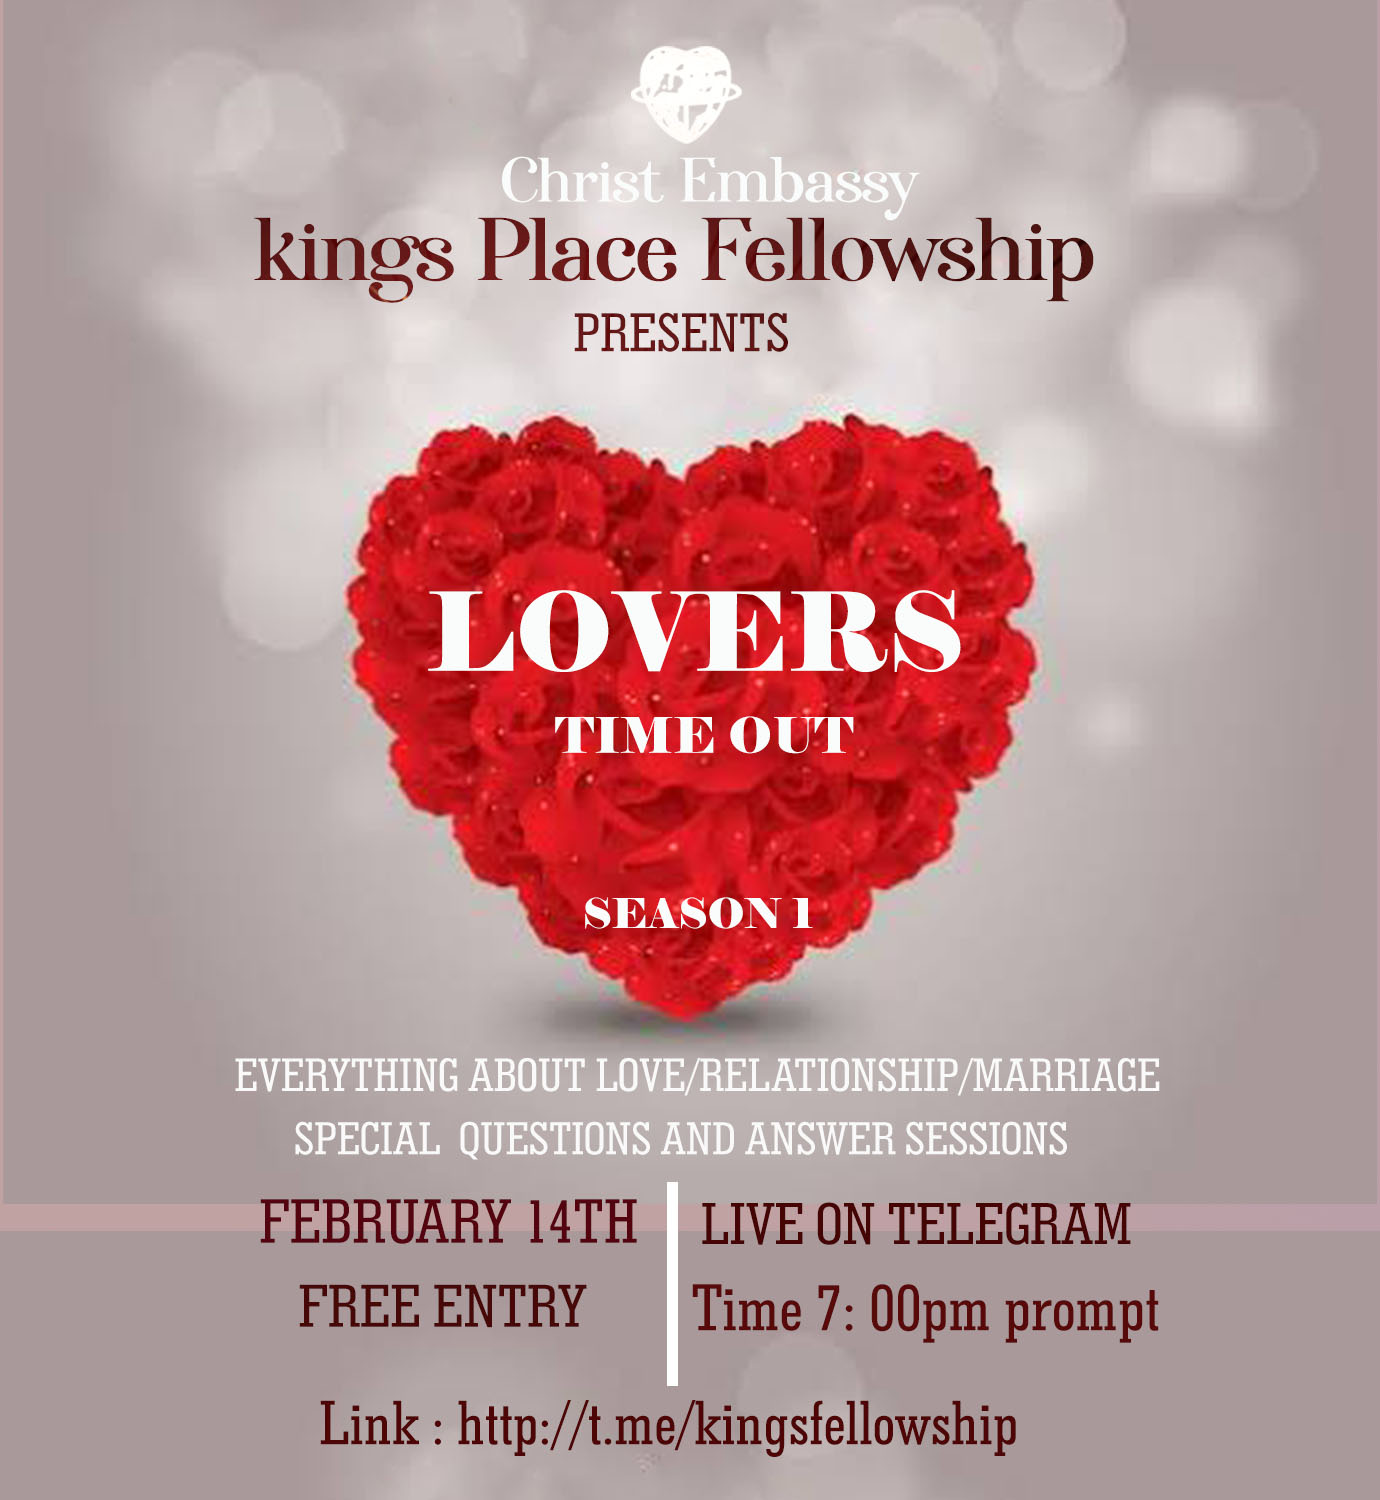 Christ Embassy
kings Place Fellowship
PRESENTS
LOVERS
TIME OUT
SEASON 1
EVERYTHING ABOUT LOVE/RELATIONSHIP/MARRIAGE
SPECIAL QUESTIONS AND ANSWER SESSIONS
FEBRUARY 14TH
FREE ENTRY
LIVE ON TELEGRAM
Time 7: 00pm prompt
Link : http://t.me/kingsfellowship